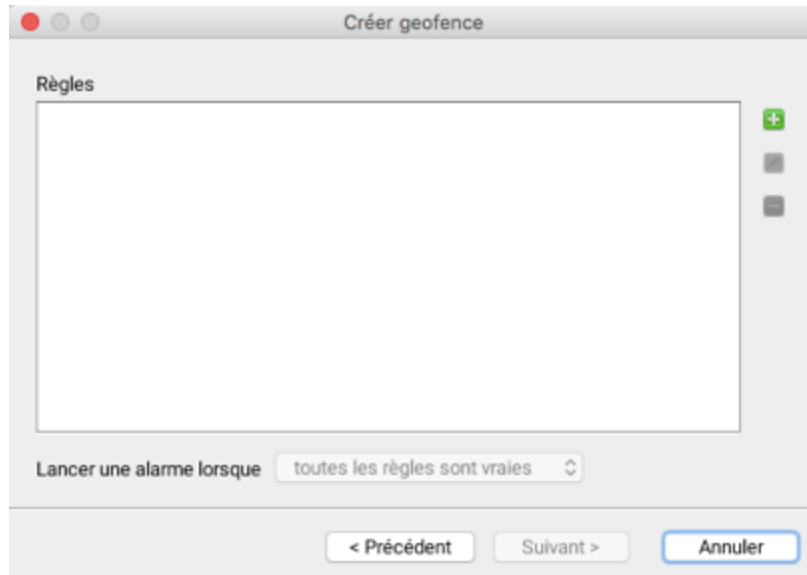 Créer geofence
Règles
Lancer une alarme lorsque toutes les règles sont vraies
< Précédent Suivant > Annuler